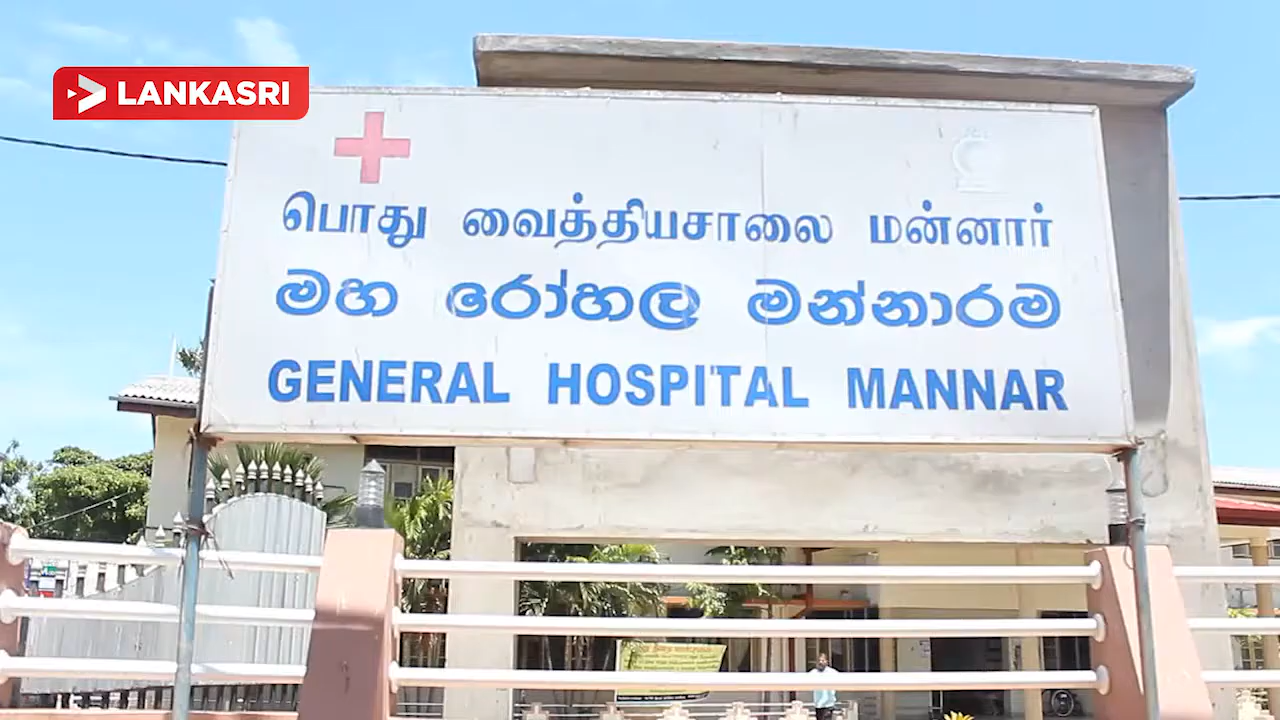 LANKASRI
பொது வைத்தியசாலை மன்னார்
මහ රෝහල මන්නාරම
GENERAL HOSPITAL MANNAR